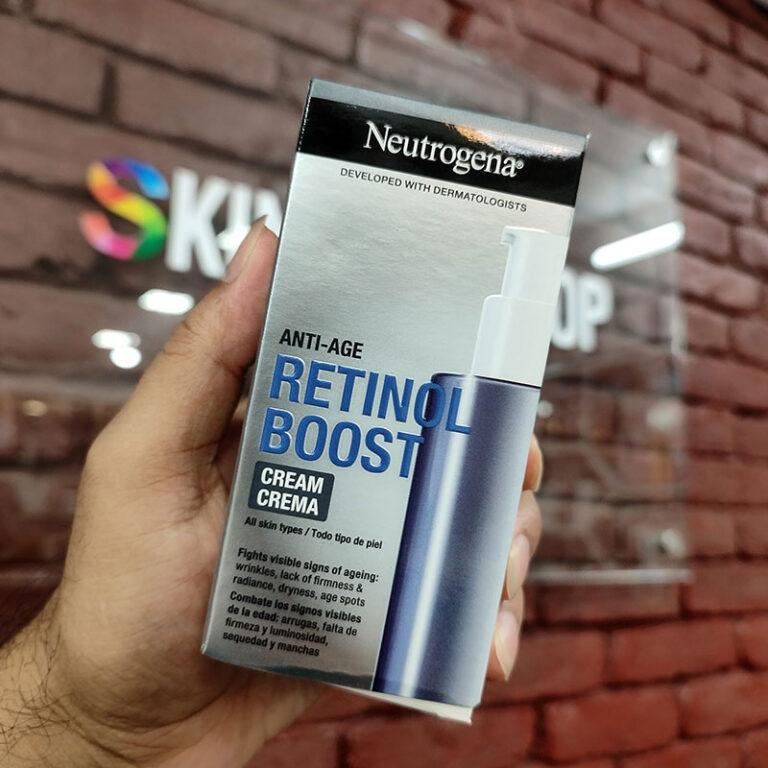 Neutrogena®
DEVELOPED WITH DERMATOLOGISTS
ANTI-AGE
RETINOL
BOOST
CREAM
CREMA
All skin types / Todo tipo de piel
Fights visible signs of ageing:
wrinkles, lack of firmness &
radiance, dryness, age spots
Combate los signos visibles
de la edad: arrugas, falta de
firmeza y luminosidad,
sequedad y manchas